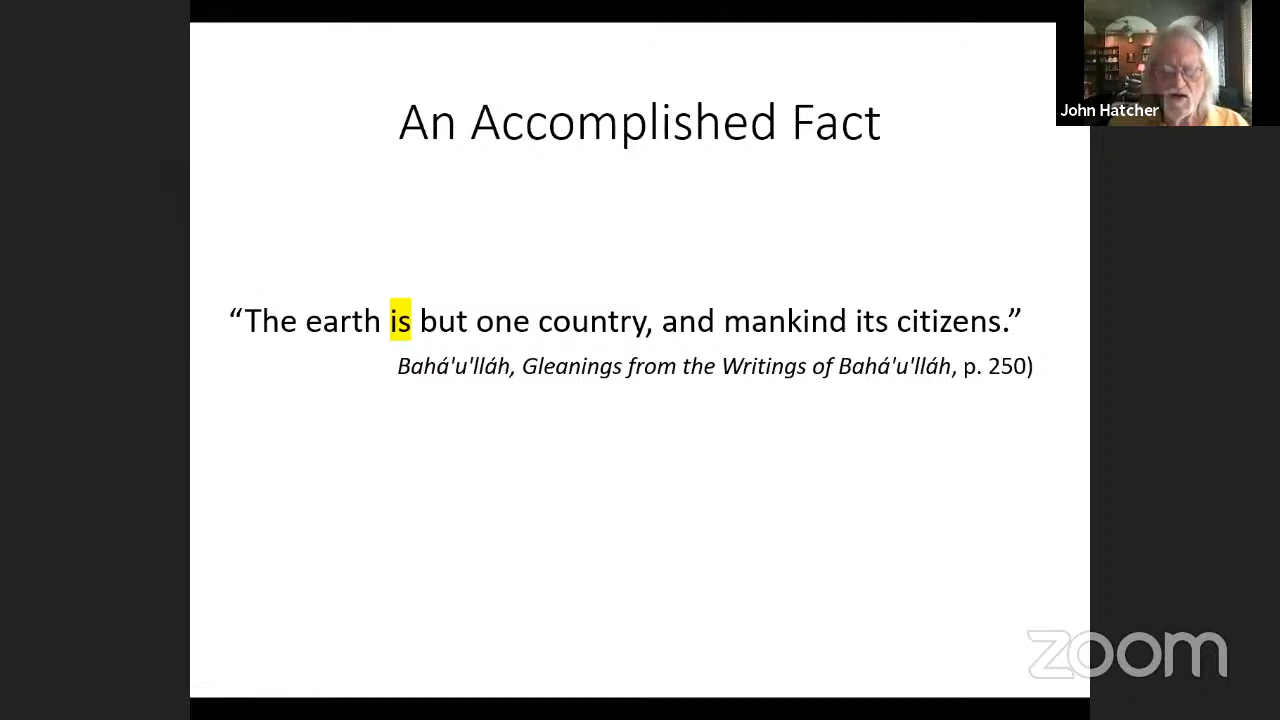 An Accomplished Fact
John Hatcher
“The earth is but one country, and mankind its citizens.”
Bahá'u'lláh, Gleanings from the Writings of Bahá'u'lláh, p. 250)
zoom